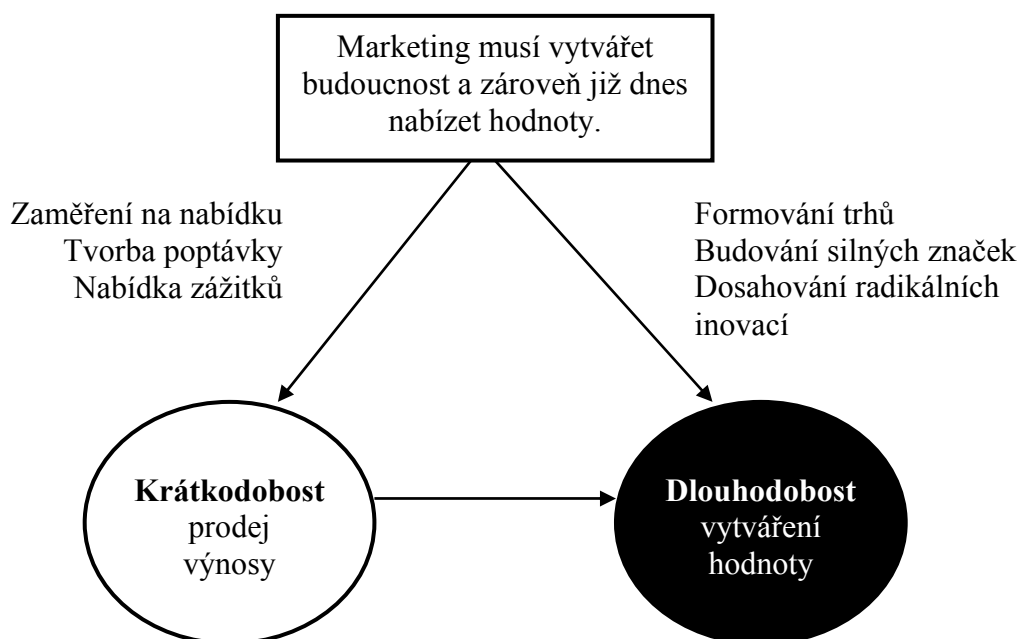 Marketing musí vytvářet
budoucnost a zároveň již dnes
nabízet hodnoty.
Zaměření na nabídku
Tvorba poptávky
Nabídka zážitků
Formování trhů
Budování silných značek
Dosahování radikálních
inovací
Krátkodobost
prodej
výnosy
Dlouhodobost
vytváření
hodnoty